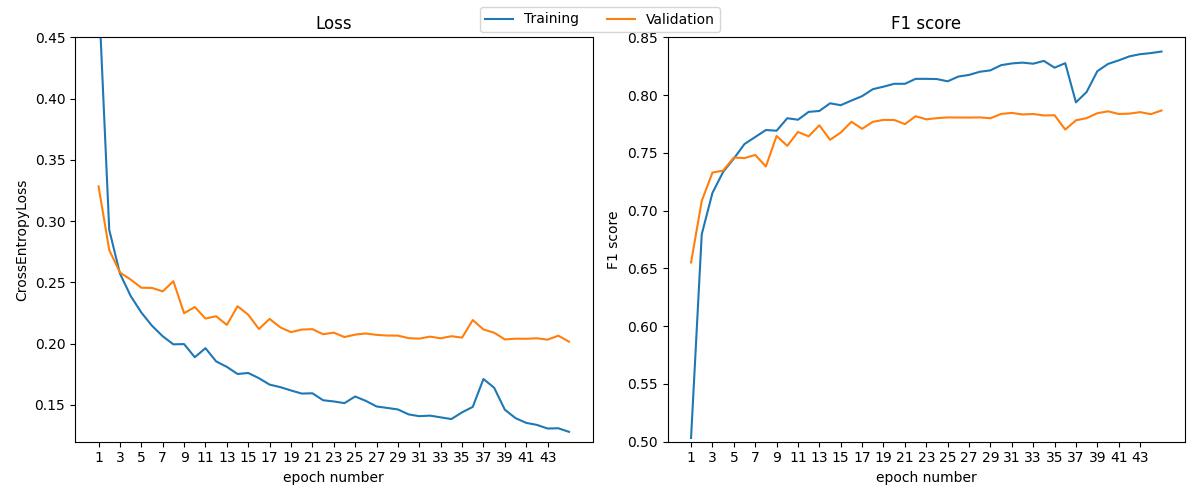 Training Validation
Loss
0.45
0.40
0.35
0.30
0.25
0.20
0.15
CrossEntropyLoss
1 3 5 7 9 11 13 15 17 19 21 23 25 27 29 31 33 35 37 39 41 43
epoch number
F1 score
0.85
0.80
0.75
0.70
0.65
0.60
0.55
0.50
F1 score
1 3 5 7 9 11 13 15 17 19 21 23 25 27 29 31 33 35 37 39 41 43
epoch number